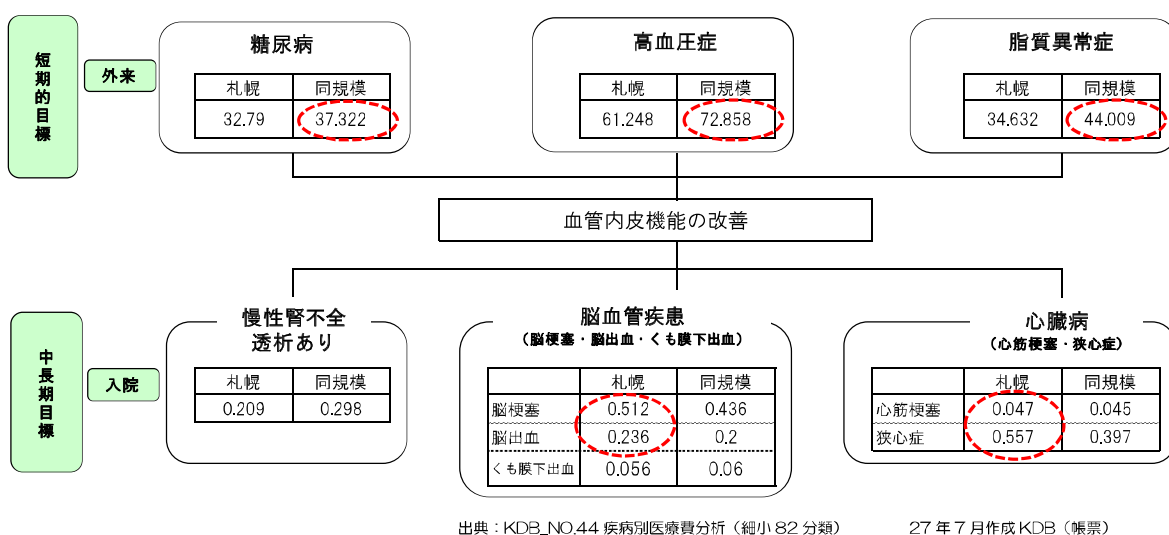 短期的目標
外来
糖尿病
札幌 同規模
32.79 37.322
高血圧症
札幌 同規模
61.248 72.858
脂質異常症
札幌 同規模
34.632 44.009
血管内皮機能の改善
中長期目標
入院
慢性腎不全
透析あり
札幌 同規模
0.209 0.298
脳血管疾患
(脳梗塞・脳出血・くも膜下出血)
札幌 同規模
脳梗塞 0.512 0.436
脳出血 0.236 0.2
くも膜下出血 0.056 0.06
心臓病
(心筋梗塞・狭心症)
札幌 同規模
心筋梗塞 0.047 0.045
狭心症 0.557 0.397
出典：KDB_NO.44 疾病別医療費分析（細小82分類） 27年7月作成KDB（帳票）